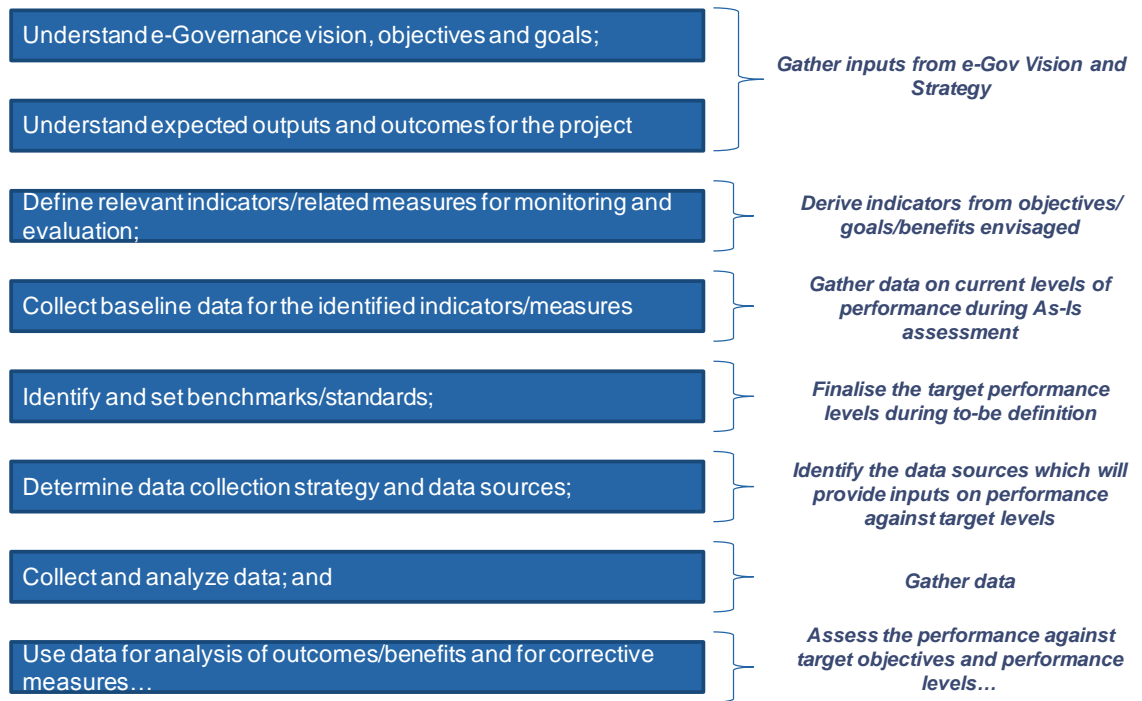 Understand e-Governance vision, objectives and goals;
Gather inputs from e-Gov Vision and
Strategy
Understand expected outputs and outcomes for the project
Define relevant indicators/related measures for monitoring and
evaluation;
Derive indicators from objectives/
goals/benefits envisaged
Collect baseline data for the identified indicators/measures
Gather data on current levels of
performance during As-Is
assessment
Identify and set benchmarks/standards;
Finalise the target performance
levels during to-be definition
Determine data collection strategy and data sources;
Identify the data sources which will
provide inputs on performance
against target levels
Collect and analyze data; and
Gather data
Use data for analysis of outcomes/benefits and for corrective
measures…
Assess the performance against
target objectives and performance
levels…